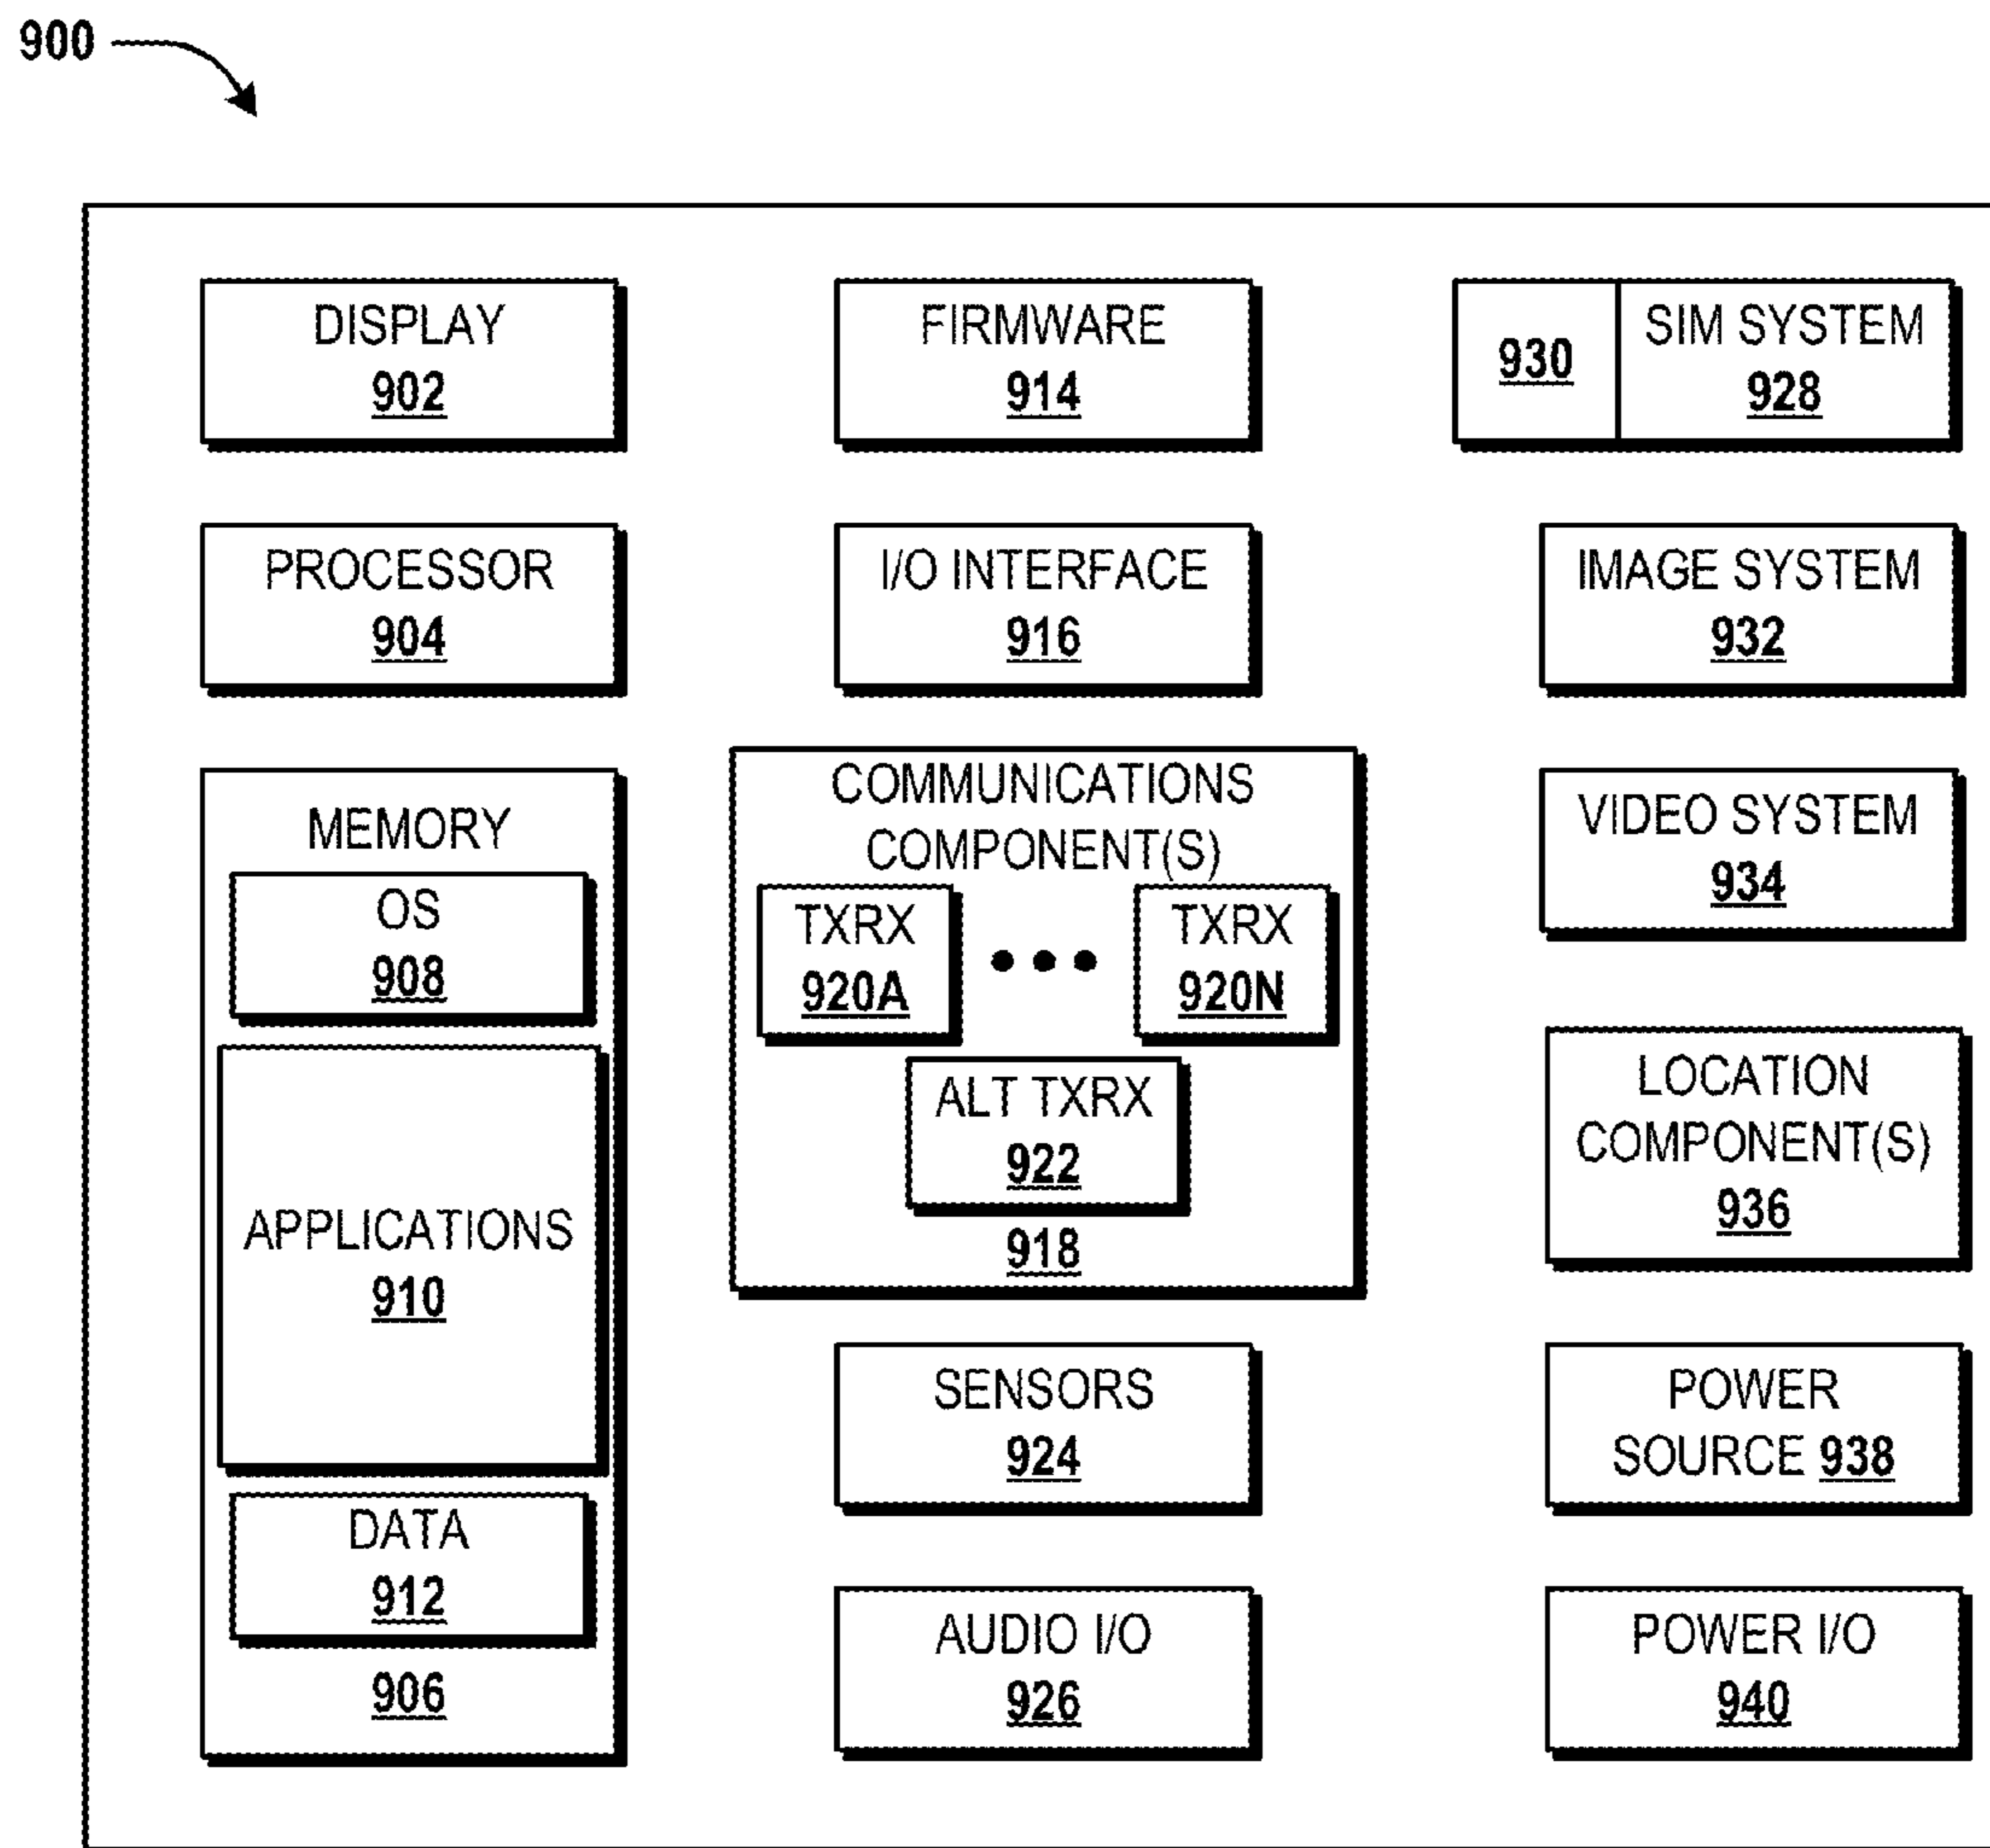 900
DISPLAY
902
PROCESSOR
904
MEMORY
OS
908
APPLICATIONS
910
DATA
912
906
FIRMWARE
914
I/O INTERFACE
916
COMMUNICATIONS
COMPONENT(S)
TXRX
920A
TXRX
920N
ALT TXRX
922
918
SENSORS
924
AUDIO I/O
926
930
SIM SYSTEM
928
IMAGE SYSTEM
932
VIDEO SYSTEM
934
LOCATION
COMPONENT(S)
936
POWER
SOURCE 938
POWER I/O
940